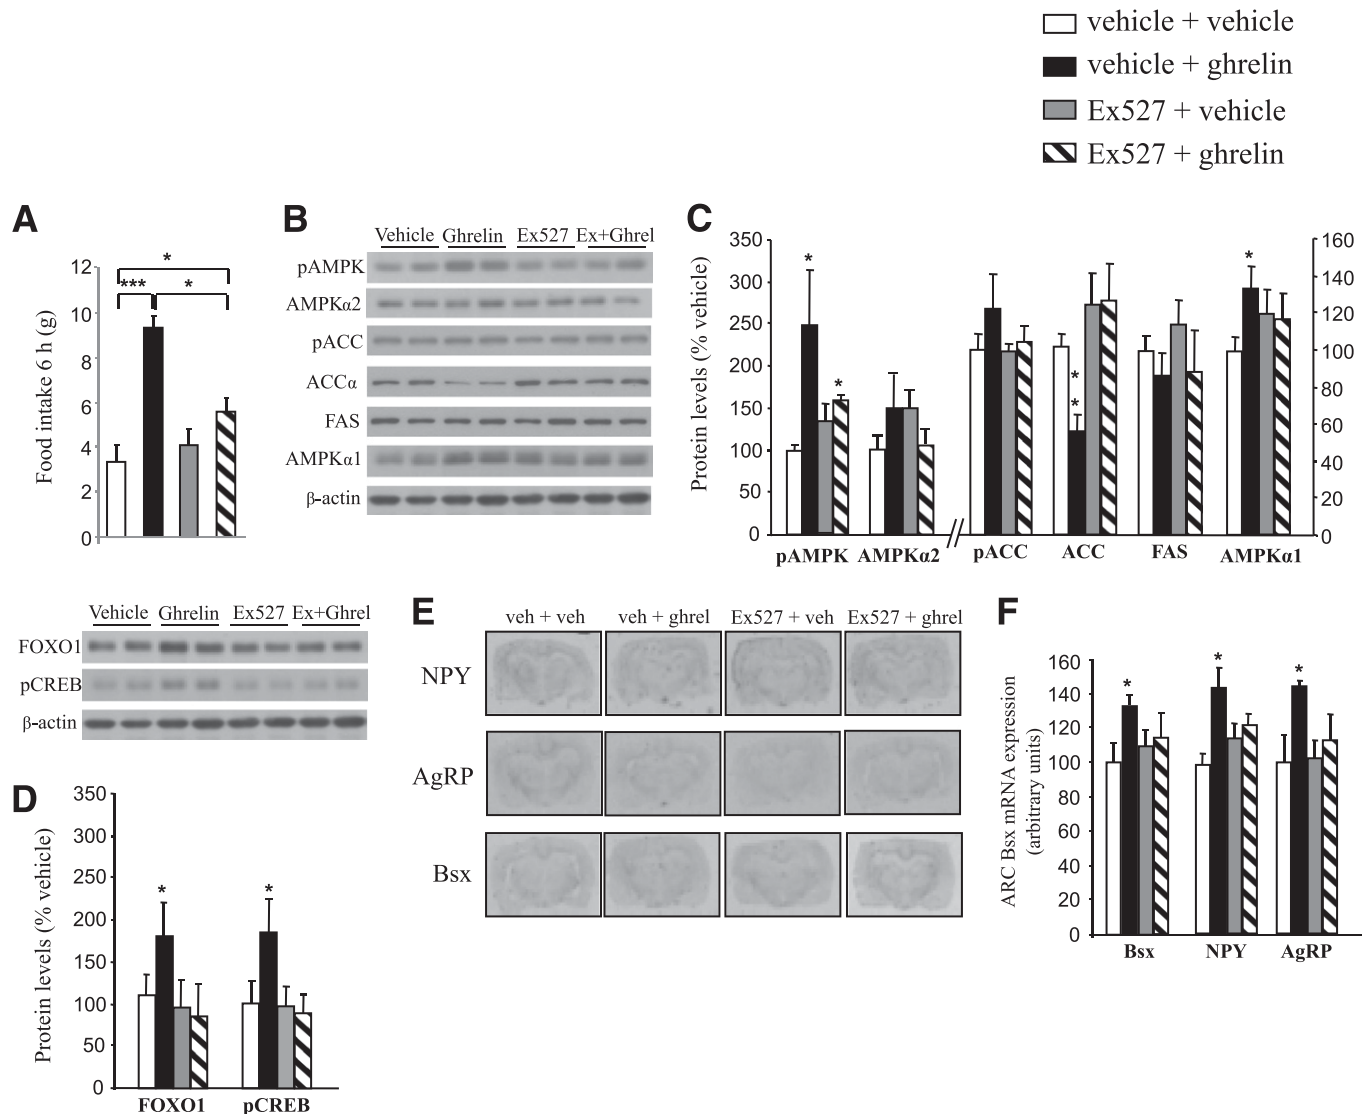 vehicle + vehicle
vehicle + ghrelin
Ex527 + vehicle
Ex527 + ghrelin
A
Food intake 6 h (g)
12
10
8
6
4
2
0
*
*** *
B
Vehicle Ghrelin Ex527 Ex+Ghrel
pAMPK
AMPKα2
pACC
ACCα
FAS
AMPKα1
β-actin
C
Protein levels (% vehicle)
350
300
250
200
150
100
50
0
160
140
120
100
80
60
40
20
0
*
*
*
*
*
pAMPK AMPKα2 // pACC ACC FAS AMPKα1
Vehicle Ghrelin Ex527 Ex+Ghrel
FOXO1
pCREB
β-actin
D
Protein levels (% vehicle)
350
300
250
200
150
100
50
0
* *
FOXO1 pCREB
E
veh + veh veh + ghrel Ex527 + veh Ex527 + ghrel
NPY
AgRP
Bsx
F
ARC Bsx mRNA expression
(arbitrary units)
160
140
120
100
80
60
40
20
0
* * *
Bsx NPY AgRP